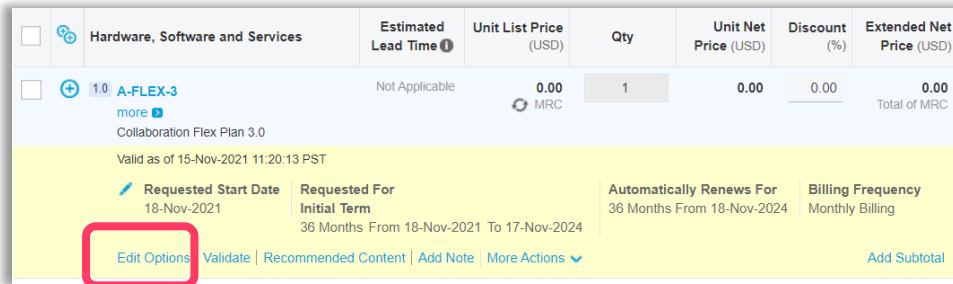 Hardware, Software and Services
Estimated Lead Time
Unit List Price (USD)
Qty
Unit Net Price (USD)
Discount (%)
Extended Net Price (USD)
1.0 A-FLEX-3
Not Applicable
0.00
MRC
1
0.00
0.00
0.00
Total of MRC
more
Collaboration Flex Plan 3.0
Valid as of 15-Nov-2021 11:20:13 PST
Requested Start Date
18-Nov-2021
Requested For
Initial Term
36 Months From 18-Nov-2021 To 17-Nov-2024
Automatically Renews For
36 Months From 18-Nov-2024
Billing Frequency
Monthly Billing
Edit Options Validate | Recommended Content | Add Note | More Actions
Add Subtotal